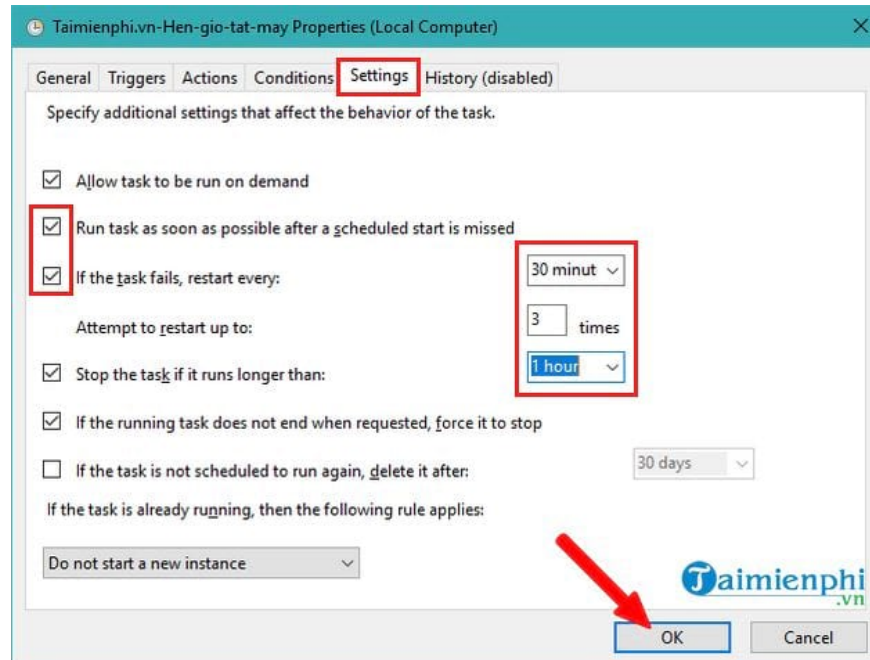 Taimienphi.vn-Hen-gio-tat-may Properties (Local Computer)
General Triggers Actions Conditions Settings History (disabled)
Specify additional settings that affect the behavior of the task.
Allow task to be run on demand
Run task as soon as possible after a scheduled start is missed
If the task fails, restart every: 30 minut
Attempt to restart up to: 3 times
Stop the task if it runs longer than: 1 hour
If the running task does not end when requested, force it to stop
If the task is not scheduled to run again, delete it after: 30 days
If the task is already running, then the following rule applies:
Do not start a new instance
Taimienphi
.vn
OK Cancel